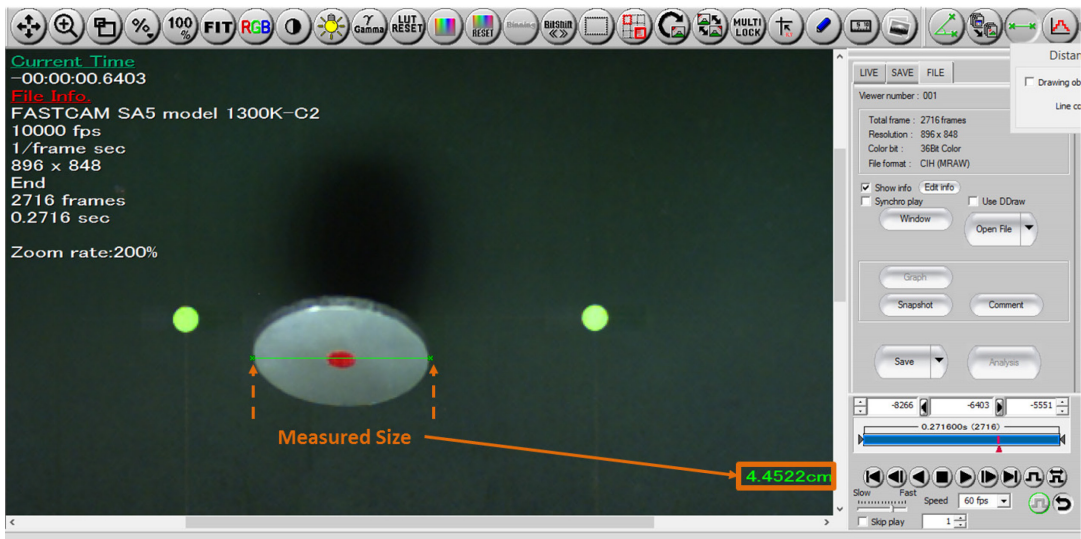 %
100
%
FIT
RGB
γ
Gamma
LUT
RESET
RESET
Binning
BitShift
MULTI
LOCK
Current Time
-00:00:00.6403
File Info.
FASTCAM SA5 model 1300K-C2
10000 fps
1/frame sec
896 x 848
End
2716 frames
0.2716 sec
Zoom rate:200%
Measured Size
4.4522cm
Distan
Drawing ob
Line co
LIVE SAVE FILE
Viewer number : 001
Total frame : 2716 frames
Resolution : 896 x 848
Color bit : 36Bit Color
File format : CIH (MRAW)
Show info Edit info
Synchro play Use DDraw
Window Open File
Graph
Snapshot Comment
Save Analysis
-8266 -6403 -5551
0.271600s (2716)
Slow Fast Speed 60 fps
Skip play 1